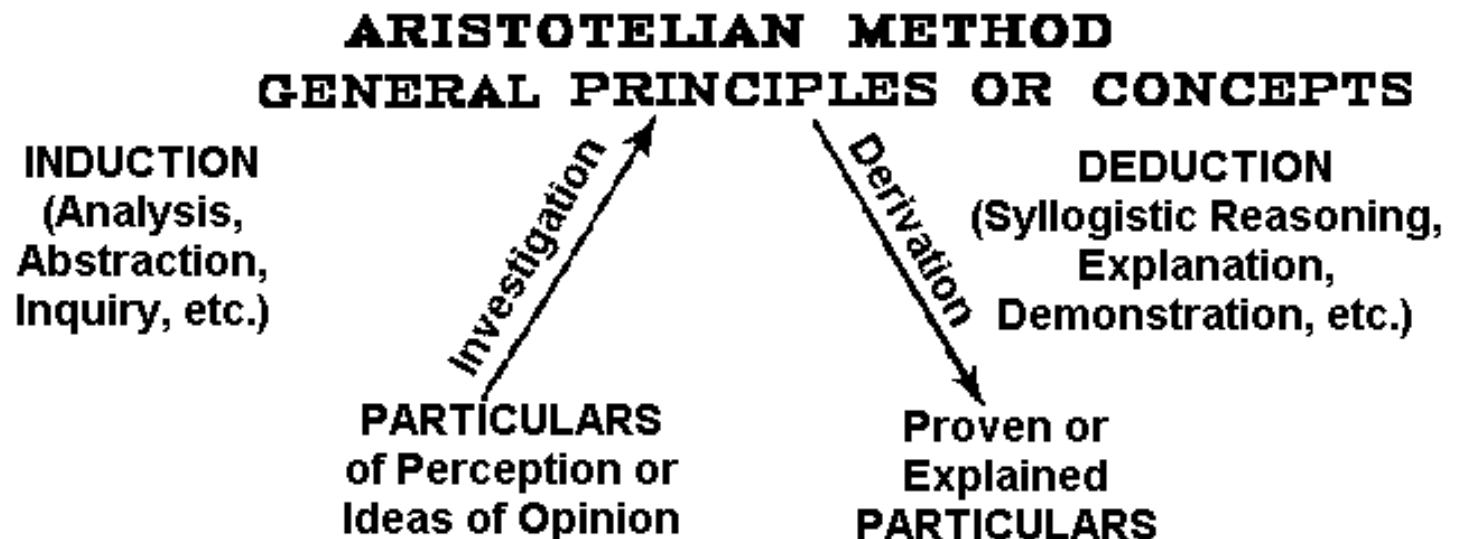 ARISTOTELIAN METHOD
GENERAL PRINCIPLES OR CONCEPTS
INDUCTION
(Analysis,
Abstraction,
Inquiry, etc.)
Investigation
Derivation
DEDUCTION
(Syllogistic Reasoning,
Explanation,
Demonstration, etc.)
PARTICULARS
of Perception or
Ideas of Opinion
Proven or
Explained
PARTICULARS